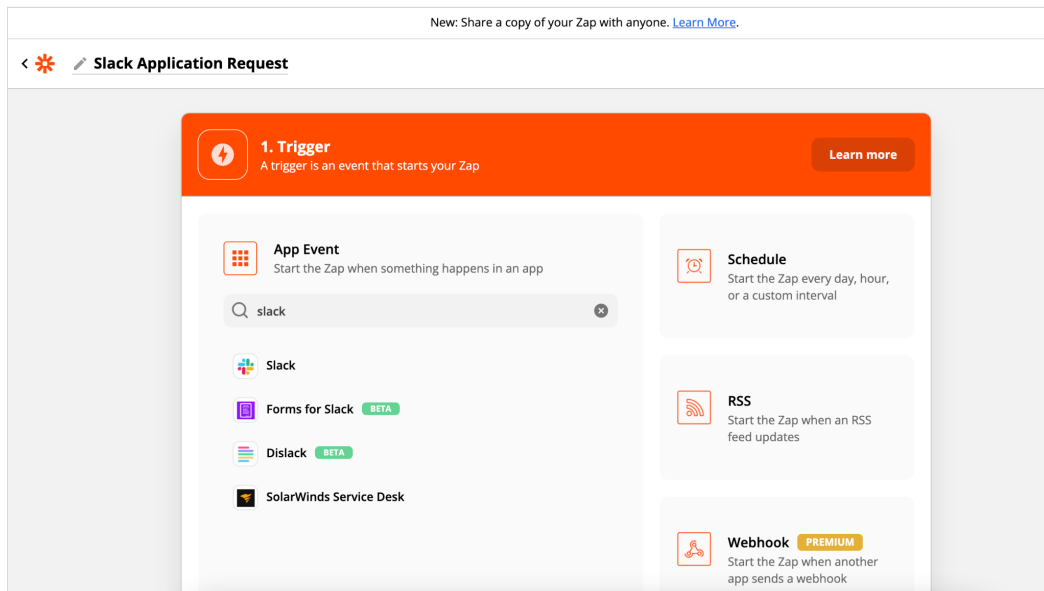 New: Share a copy of your Zap with anyone. Learn More.
Slack Application Request
1. Trigger
A trigger is an event that starts your Zap
Learn more
App Event
Start the Zap when something happens in an app
slack
Slack
Forms for Slack BETA
Dislack BETA
SolarWinds Service Desk
Schedule
Start the Zap every day, hour,
or a custom interval
RSS
Start the Zap when an RSS
feed updates
Webhook PREMIUM
Start the Zap when another
app sends a webhook